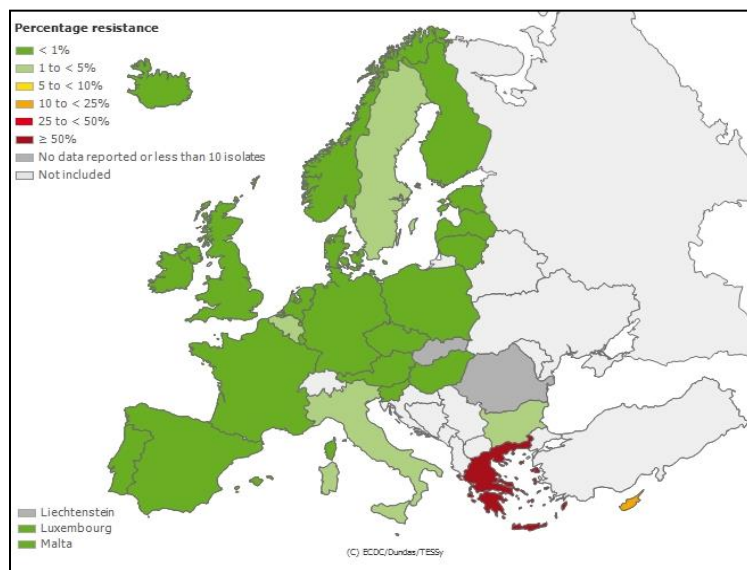 Percentage resistance
< 1%
1 to < 5%
5 to < 10%
10 to < 25%
25 to < 50%
≥ 50%
No data reported or less than 10 isolates
Not included
Liechtenstein
Luxembourg
Malta
(C) ECDC/Dundas/TESSy